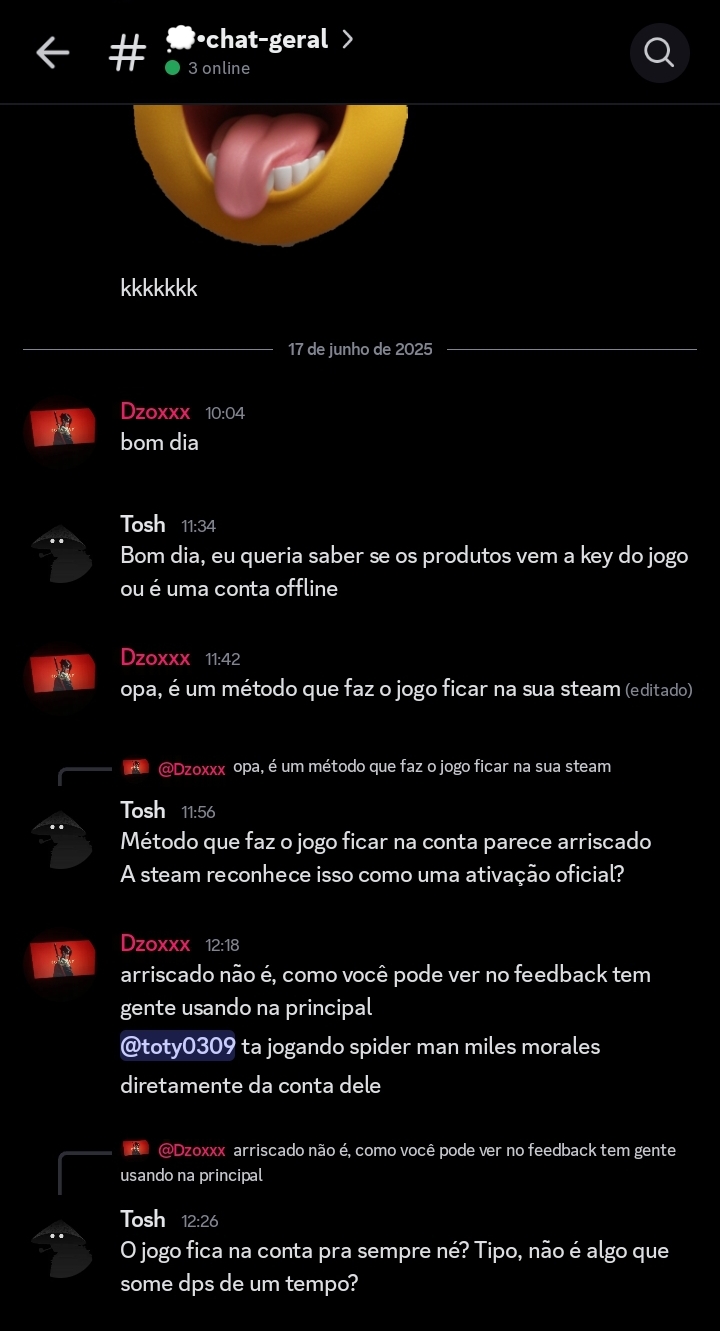 💭•chat-geral
3 online
kkkkkkk
17 de junho de 2025
Dzoxxx 10:04
bom dia
Tosh 11:34
Bom dia, eu queria saber se os produtos vem a key do jogo
ou é uma conta offline
Dzoxxx 11:42
opa, é um método que faz o jogo ficar na sua steam (editado)
@Dzoxxx opa, é um método que faz o jogo ficar na sua steam
Tosh 11:56
Método que faz o jogo ficar na conta parece arriscado
A steam reconhece isso como uma ativação oficial?
Dzoxxx 12:18
arriscado não é, como você pode ver no feedback tem
gente usando na principal
@toty0309 ta jogando spider man miles morales
diretamente da conta dele
@Dzoxxx arriscado não é, como você pode ver no feedback tem gente
usando na principal
Tosh 12:26
O jogo fica na conta pra sempre né? Tipo, não é algo que
some dps de um tempo?